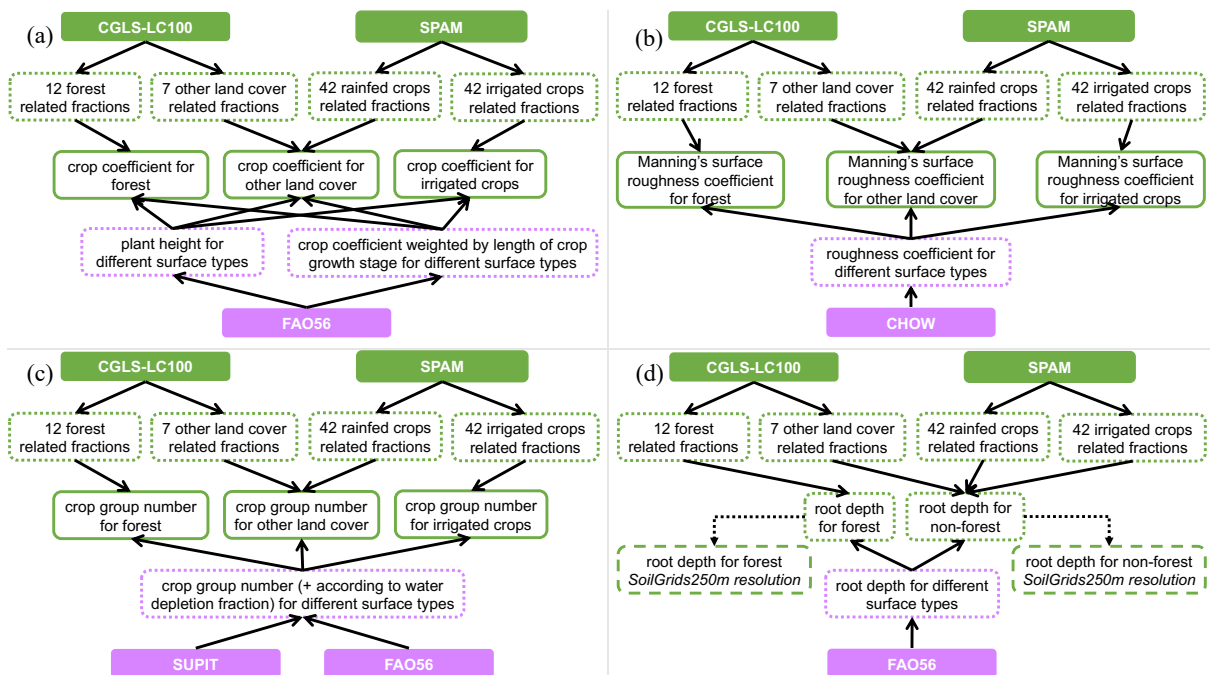 (a)
CGLS-LC100
SPAM
12 forest
related fractions
7 other land cover
related fractions
42 rainfed crops
related fractions
42 irrigated crops
related fractions
crop coefficient for
forest
crop coefficient for
other land cover
crop coefficient for
irrigated crops
plant height for
different surface types
crop coefficient weighted by length of crop
growth stage for different surface types
FAO56
(b)
CGLS-LC100
SPAM
12 forest
related fractions
7 other land cover
related fractions
42 rainfed crops
related fractions
42 irrigated crops
related fractions
Manning's surface
roughness coefficient
for forest
Manning's surface
roughness coefficient
for other land cover
Manning's surface
roughness coefficient
for irrigated crops
roughness coefficient for
different surface types
CHOW
(c)
CGLS-LC100
SPAM
12 forest
related fractions
7 other land cover
related fractions
42 rainfed crops
related fractions
42 irrigated crops
related fractions
crop group number
for forest
crop group number
for other land cover
crop group number
for irrigated crops
crop group number (+ according to water
depletion fraction) for different surface types
SUPIT
FAO56
(d)
CGLS-LC100
SPAM
12 forest
related fractions
7 other land cover
related fractions
42 rainfed crops
related fractions
42 irrigated crops
related fractions
root depth
for forest
root depth for
non-forest
root depth for forest
SoilGrids250m resolution
root depth for non-forest
SoilGrids250m resolution
root depth for different
surface types
FAO56